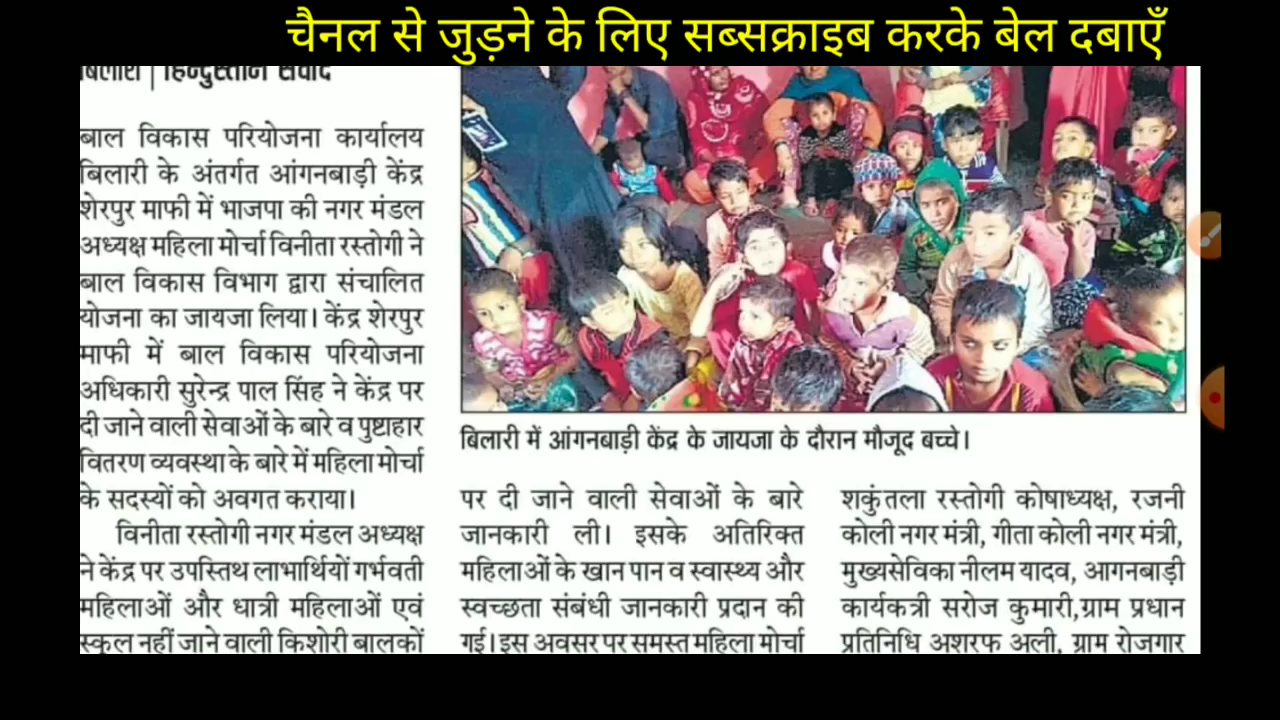 चैनल से जुड़ने के लिए सब्सक्राइब करके बेल दबाएँ
बिलारी | हिन्दुस्तान संवाद
बाल विकास परियोजना कार्यालय
बिलारी के अंतर्गत आंगनबाड़ी केंद्र
शेरपुर माफी में भाजपा की नगर मंडल
अध्यक्ष महिला मोर्चा विनीता रस्तोगी ने
बाल विकास विभाग द्वारा संचालित
योजना का जायजा लिया। केंद्र शेरपुर
माफी में बाल विकास परियोजना
अधिकारी सुरेन्द्र पाल सिंह ने केंद्र पर
दी जाने वाली सेवाओं के बारे व पुष्टाहार
वितरण व्यवस्था के बारे में महिला मोर्चा
के सदस्यों को अवगत कराया।
विनीता रस्तोगी नगर मंडल अध्यक्ष
ने केंद्र पर उपस्तिथ लाभार्थियों गर्भवती
महिलाओं और धात्री महिलाओं एवं
स्कूल नहीं जाने वाली किशोरी बालकों
बिलारी में आंगनबाड़ी केंद्र के जायजा के दौरान मौजूद बच्चे।
पर दी जाने वाली सेवाओं के बारे
जानकारी ली। इसके अतिरिक्त
महिलाओं के खान पान व स्वास्थ्य और
स्वच्छता संबंधी जानकारी प्रदान की
गई। इस अवसर पर समस्त महिला मोर्चा
शकुंतला रस्तोगी कोषाध्यक्ष, रजनी
कोली नगर मंत्री, गीता कोली नगर मंत्री,
मुख्यसेविका नीलम यादव, आगनबाड़ी
कार्यकत्री सरोज कुमारी,ग्राम प्रधान
प्रतिनिधि अशरफ अली, ग्राम रोजगार